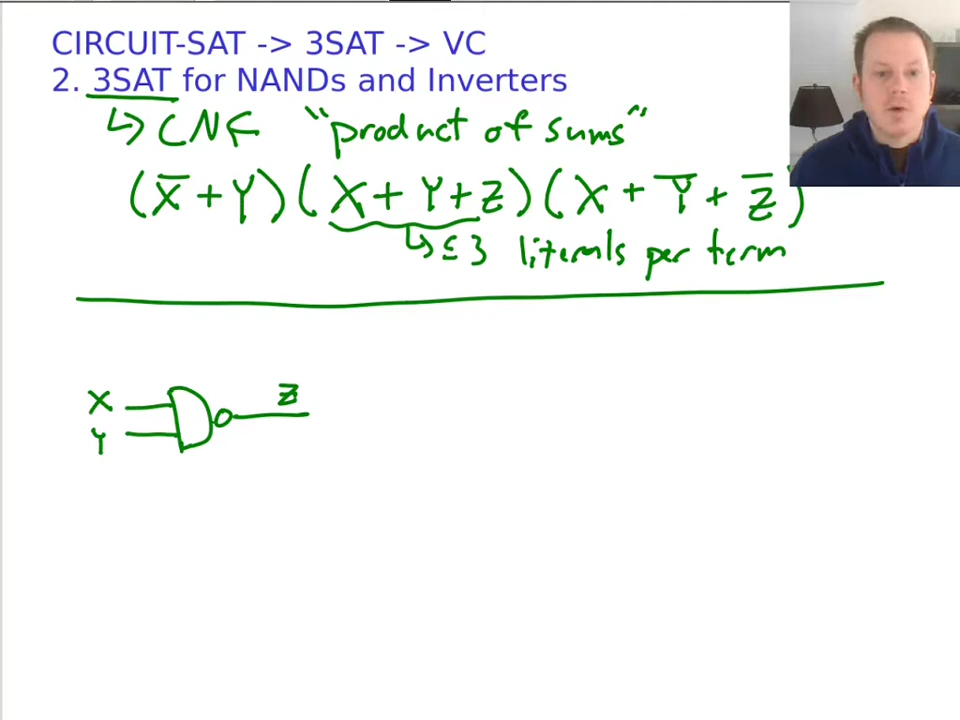 CIRCUIT-SAT -> 3SAT -> VC
2. 3SAT for NANDs and Inverters
↳ CNF "product of sums"
(X̅ + Y)(X + Y + Z)(X + Y̅ + Z̅)
↳ ≤ 3 literals per term
X
Z
Y